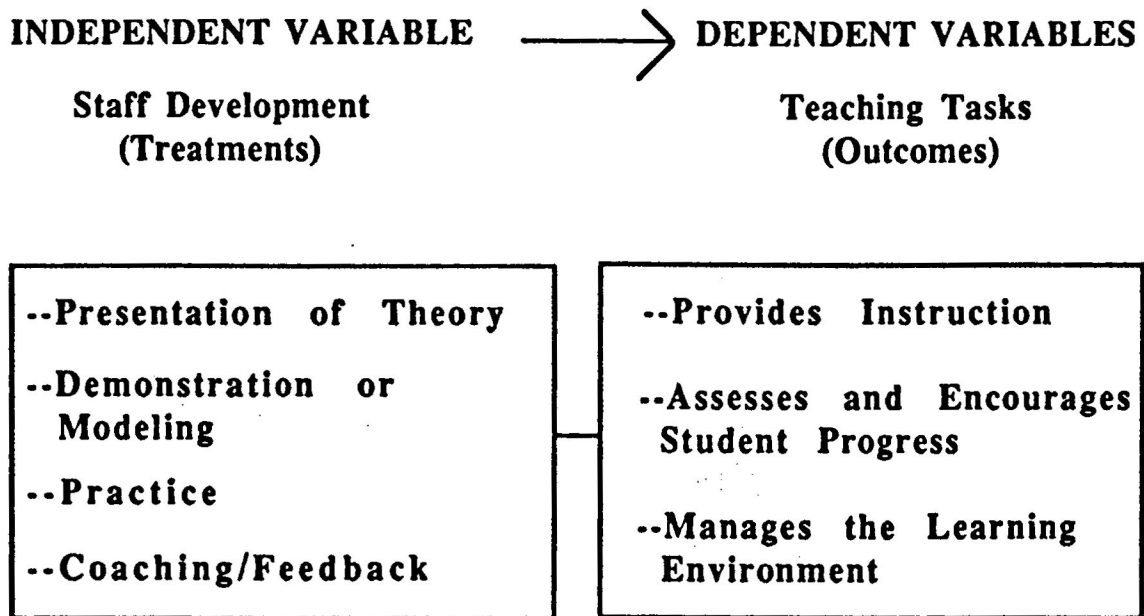 INDEPENDENT VARIABLE
DEPENDENT VARIABLES
Staff Development
(Treatments)
Teaching Tasks
(Outcomes)
--Presentation of Theory
--Demonstration or
Modeling
--Practice
--Coaching/Feedback
--Provides Instruction
--Assesses and Encourages
Student Progress
--Manages the Learning
Environment